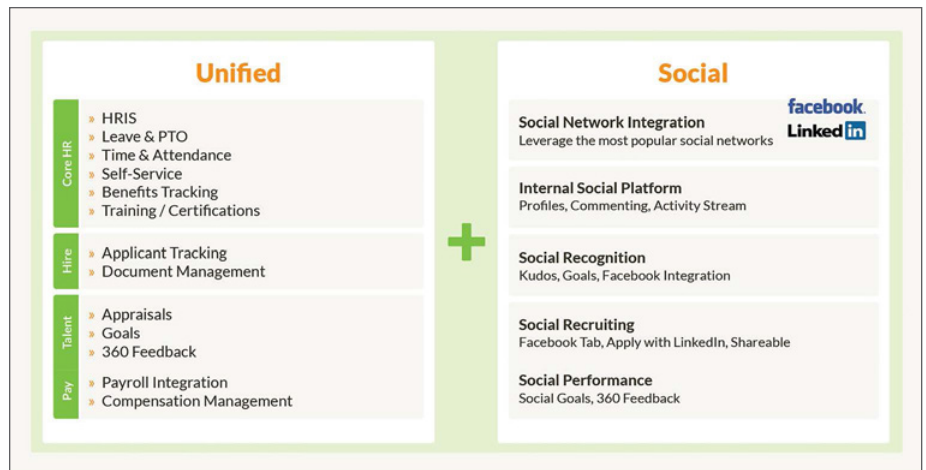 Unified
Core HR
» HRIS
» Leave & PTO
» Time & Attendance
» Self-Service
» Benefits Tracking
» Training / Certifications
Hire
» Applicant Tracking
» Document Management
Talent
» Appraisals
» Goals
» 360 Feedback
Pay
» Payroll Integration
» Compensation Management
+
Social
facebook.
Linked in
Social Network Integration
Leverage the most popular social networks
Internal Social Platform
Profiles, Commenting, Activity Stream
Social Recognition
Kudos, Goals, Facebook Integration
Social Recruiting
Facebook Tab, Apply with LinkedIn, Shareable
Social Performance
Social Goals, 360 Feedback